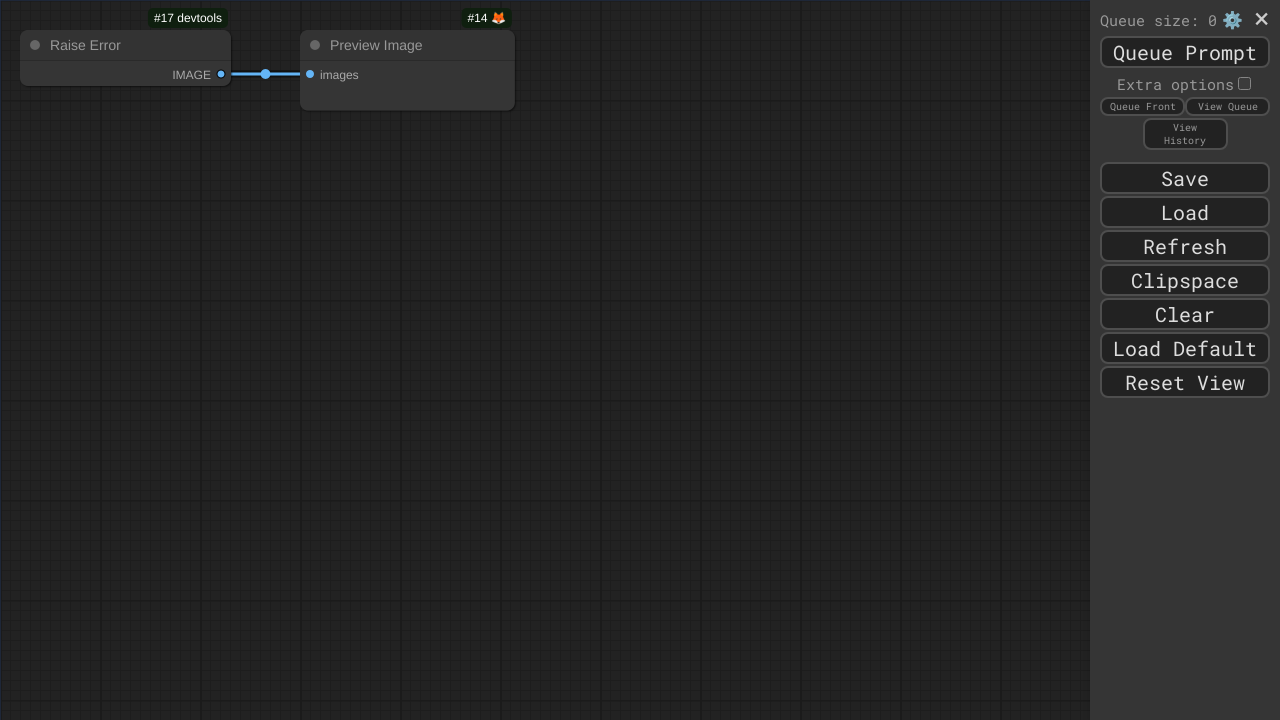 #17 devtools
#14 🦊
Raise Error
Preview Image
IMAGE
images
Queue size: 0 ⚙️ ✕
Queue Prompt
Extra options
Queue Front
View Queue
View
History
Save
Load
Refresh
Clipspace
Clear
Load Default
Reset View